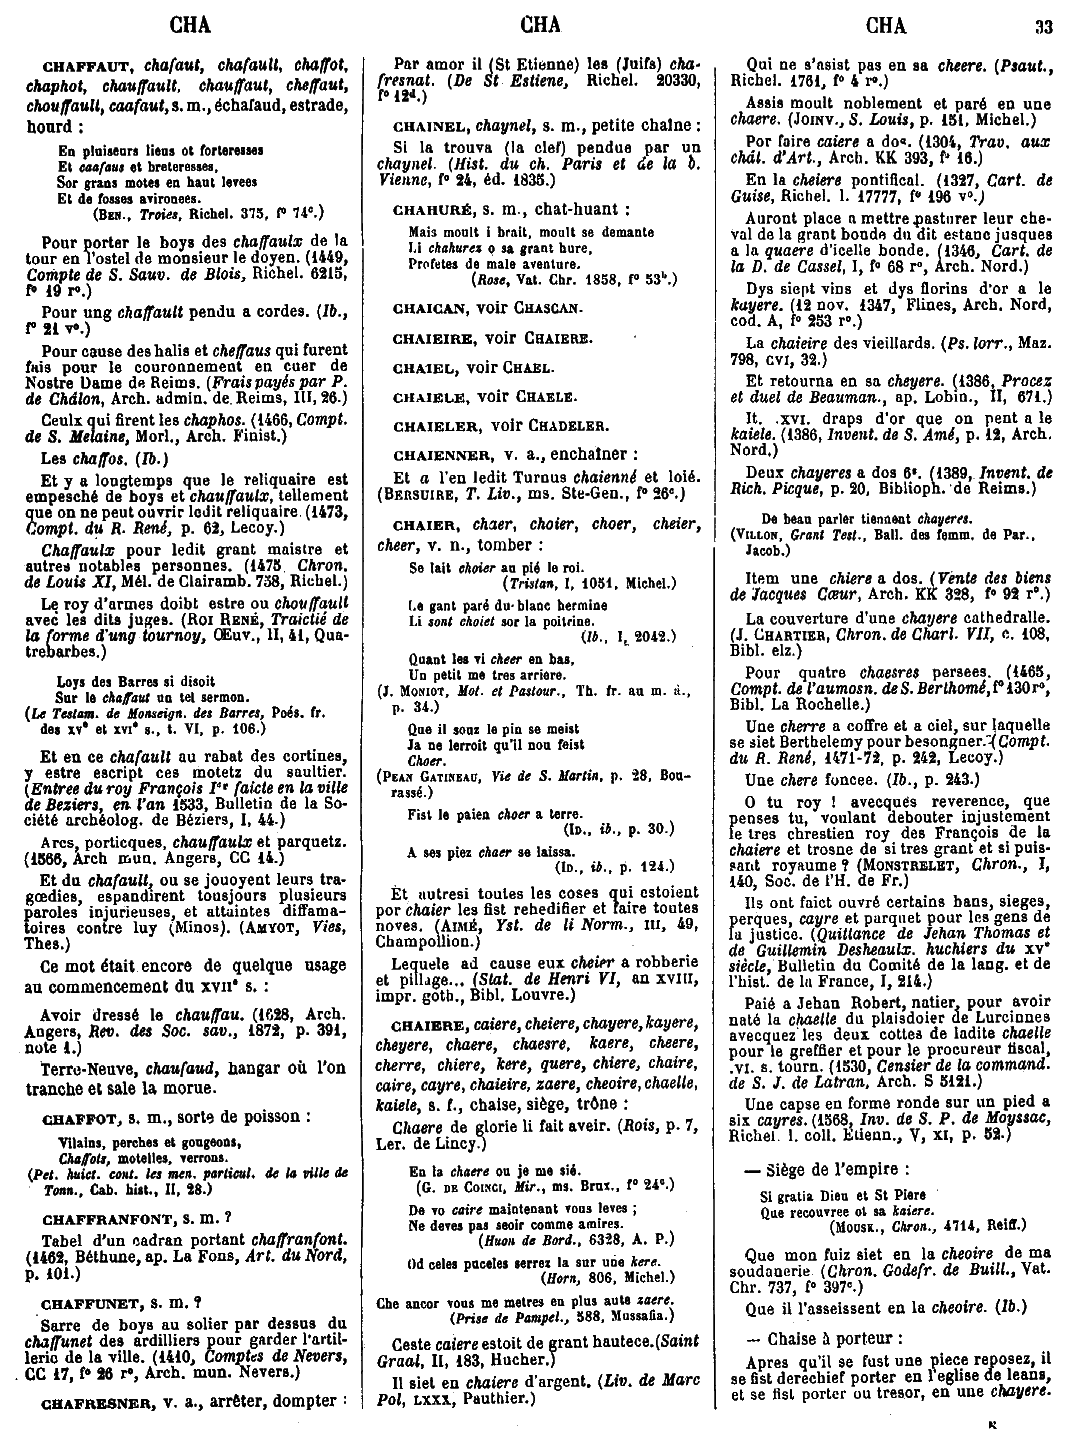 CHA
CHA
CHA
33
CHAFFAUT, chafaut, chafault, chaffot,
chaphot, chauffault, chauffaut, cheffaut,
chouffault, caafaut, s. m., échafaud, estrade,
hourd :
En pluiseurs lieus ot forteresses
Et caafaus et breteresses,
Sor grans motes en haut levees
Et de fosses avironees.
(BEN., Troies, Richel. 375, f° 74c.)
Pour porter le boys des chaffaulx de la
tour en l'ostel de monsieur le doyen. (1449,
Compte de S. Sauv. de Blois, Richel. 6215,
f° 19 r°.)
Pour ung chaffault pendu a cordes. (Ib.,
f° 21 v°.)
Pour cause des halis et cheffaus qui furent
fais pour le couronnement en cuer de
Nostre Dame de Reims. (Frais payés par P.
de Châlon, Arch. admin. de Reims, III, 26.)
Ceulx qui firent les chaphos. (1466, Compt.
de S. Melaine, Morl., Arch. Finist.)
Les chaffos. (Ib.)
Et y a longtemps que le reliquaire est
empesché de boys et chauffaulx, tellement
que on ne peut ouvrir ledit reliquaire. (1473,
Compt. du R. René, p. 62, Lecoy.)
Chaffaulx pour ledit grant maistre et
autres notables personnes. (1475 Chron.
de Louis XI, Mél. de Clairamb. 758, Richel.)
Le roy d'armes doibt estre ou chouffault
avec les dits juges. (ROI RENÉ, Traictié de
la forme d'ung tournoy, Œuv., II, 41, Qua-
trebarbes.)
Loys des Barres si disoit
Sur le chaffaut un tel sermon.
(Le Testam. de Monseign. des Barres, Poés. fr.
des xve et xvie s., t. VI, p. 106.)
Et en ce chafault au rabat des cortines,
y estre escript ces motetz du saultier.
(Entree du roy François Ier faicte en la ville
de Beziers, en l'an 1533, Bulletin de la So-
ciété archéolog. de Béziers, I, 44.)
Arcs, porticques, chauffaulx et parquetz.
(1566, Arch mun. Angers, CC 14.)
Et du chafault, ou se jouoyent leurs tra-
gœdies, espandirent tousjours plusieurs
paroles injurieuses, et attaintes diffama-
toires contre luy (Minos). (AMYOT, Vies,
Thes.)
Ce mot était encore de quelque usage
au commencement du xviie s. :
Avoir dressé le chauffau. (1628, Arch.
Angers, Rev. des Soc. sav., 1872, p. 391,
note 1.)
Terre-Neuve, chaufaud, hangar où l'on
tranche et sale la morue.
CHAFFOT, s. m., sorte de poisson :
Vilains, perches et gougeons,
Chaffots, motelles, verrons.
(Pet. huict. cont. les men. particul. de la ville de
Tonn., Cab. hist., II, 28.)
CHAFFRANFONT, s. m. ?
Tabel d'un cadran portant chaffranfont.
(1462, Béthune, ap. La Fons, Art. du Nord,
p. 101.)
CHAFFUNET, s. m. ?
Sarre de boys au solier par dessus du
chaffunet des ardilliers pour garder l'artil-
lerie de la ville. (1410, Comptes de Nevers,
CC 17, f° 26 r°, Arch. mun. Nevers.)
CHAFRESNER, v. a., arrêter, dompter :
Par amor il (St Etienne) les (Juifs) cha-
fresnat. (De St Estiene, Richel. 20330,
f° 12d.)
CHAINEL, chaynel, s. m., petite chaîne :
Si la trouva (la clef) pendue par un
chaynel. (Hist. du ch. Paris et de la b.
Vienne, f° 24, éd. 1835.)
CHAHURÉ, s. m., chat-huant :
Mais moult i brait, moult se demante
Li chahurez o sa grant hure,
Profetes de male aventure.
(Rose, Vat. Chr. 1858, f° 53b.)
CHAICAN, voir CHASCAN.
CHAIEIRE, voir CHAIERE.
CHAIEL, voir CHAEL.
CHAIELE, voir CHAELE.
CHAIELER, voir CHADELER.
CHAIENNER, v. a., enchaîner :
Et a l'en ledit Turnus chaienné et loié.
(BERSUIRE, T. Liv., ms. Ste-Gen., f° 26c.)
CHAIER, chaer, choier, choer, cheier,
cheer, v. n., tomber :
Se lait choier au pié le roi.
(Tristan, I, 1051, Michel.)
Le gant paré du blanc hermine
Li sont choiet sor la poitrine.
(Ib., I, 2042.)
Quant les vi cheer en bas,
Un petit me tres arriere.
(J. MONIOT, Mot. et Pastour., Th. fr. au m. à.,
p. 34.)
Que il souz le pin se meist
Ja ne lerroit qu'il nou feist
Choer.
(PEAN GATINEAU, Vie de S. Martin, p. 28, Bou-
rassé.)
Fist le paien choer a terre.
(ID., ib., p. 30.)
A ses piez chaer se laissa.
(ID., ib., p. 124.)
Et autresi toutes les coses qui estoient
por chaier les fist rehedifier et faire toutes
noves. (AIMÉ, Yst. de li Norm., III, 49,
Champollion.)
Lequele ad cause eux cheier a robberie
et pillage... (Stat. de Henri VI, an XVIII,
impr. goth., Bibl. Louvre.)
CHAIERE, caiere, cheiere, chayere, kayere,
cheyere, chaere, chaesre, kaere, cheere,
cherre, chiere, kere, quere, chiere, chaire,
caire, cayre, chaieire, zaere, cheoire, chaelle,
kaiele, s. f., chaise, siège, trône :
Chaere de glorie li fait aveir. (Rois, p. 7,
Ler. de Lincy.)
En la chaere ou je me sié.
(G. DE COINCI, Mir., ms. Brux., f° 24c.)
De vo caire maintenant vous leves ;
Ne deves pas seoir comme amires.
(Huon de Bord., 6328, A. P.)
Od celes puceles serrez la sur une kere.
(Horn, 806, Michel.)
Che ancor vous me metres en plus aute zaere.
(Prise de Pampel., 588, Mussafia.)
Ceste caiere estoit de grant hautece. (Saint
Graal, II, 183, Hucher.)
Il siet en chaiere d'argent. (Liv. de Marc
Pol, LXXX, Pauthier.)
Qui ne s'asist pas en sa cheere. (Psaut.,
Richel. 1761, f° 4 r°.)
Assis moult noblement et paré en une
chaere. (JOINV., S. Louis, p. 151, Michel.)
Por faire caiere a dos. (1304, Trav. aux
chât. d'Art., Arch. KK 393, f° 16.)
En la cheiere pontifical. (1327, Cart. de
Guise, Richel. l. 17777, f° 196 v°.)
Auront place a mettre pasturer leur che-
val de la grant bonde du dit estanc jusques
a la quaere d'icelle bonde. (1346, Cart. de
la D. de Cassel, I, f° 68 r°, Arch. Nord.)
Dys siept vins et dys florins d'or a le
kayere. (12 nov. 1347, Flines, Arch. Nord,
cod. A, f° 253 r°.)
La chaieire des vieillards. (Ps. lorr., Maz.
798, CVI, 32.)
Et retourna en sa cheyere. (1386, Procez
et duel de Beauman., ap. Lobin., II, 671.)
It. .XVI. draps d'or que on pent a le
kaiele. (1386, Invent. de S. Amé, p. 12, Arch.
Nord.)
Deux chayeres a dos 6s. (1389, Invent. de
Rich. Picque, p. 20, Biblioph. de Reims.)
De beau parler tiennent chayeres.
(VILLON, Grant Test., Ball. des femm. de Par.,
Jacob.)
Item une chiere a dos. (Vente des biens
de Jacques Cœur, Arch. KK 328, f° 92 r°.)
La couverture d'une chayere cathedralle.
(J. CHARTIER, Chron. de Charl. VII, c. 108,
Bibl. elz.)
Pour quatre chaesres persees. (1465,
Compt. de l'aumosn. de S. Berthomé, f° 130 r°,
Bibl. La Rochelle.)
Une cherre a coffre et a ciel, sur laquelle
se siet Berthelemy pour besongner. (Compt.
du R. René, 1471-72, p. 242, Lecoy.)
Une chere foncee. (Ib., p. 243.)
O tu roy ! avecques reverence, que
penses tu, voulant debouter injustement
le tres chrestien roy des François de la
chaiere et trosne de si tres grant et si puis-
sant royaume ? (MONSTRELET, Chron., I,
140, Soc. de l'H. de Fr.)
Ils ont faict ouvré certains bans, sieges,
perques, cayre et parquet pour les gens de
la justice. (Quittance de Jehan Thomas et
de Guillemin Desheaulx, huchiers du xve
siècle, Bulletin du Comité de la lang. et de
l'hist. de la France, I, 214.)
Paié a Jehan Robert, natier, pour avoir
naté la chaelle du plaisdoier de Lurcinnes
avecquez les deux cottes de ladite chaelle
pour le greffier et pour le procureur fiscal,
.VI. s. tourn. (1530, Censier de la command.
de S. J. de Latran, Arch. S 5121.)
Une capse en forme ronde sur un pied a
six cayres. (1568, Inv. de S. P. de Moyssac,
Richel. l. coll. Etienn., V, XI, p. 52.)
— Siège de l'empire :
Si gratia Dieu et St Piere
Que recouvree ot sa kaiere.
(MOUSK., Chron., 4714, Reiff.)
Que mon fuiz siet en la cheoire de ma
soudanerie. (Chron. Godefr. de Buill., Vat.
Chr. 737, f° 397c.)
Que il l'asseissent en la cheoire. (Ib.)
— Chaise à porteur :
Apres qu'il se fust une piece reposez, il
se fist derechief porter en l'eglise de leans,
et se fist porter ou tresor, en une chayere.